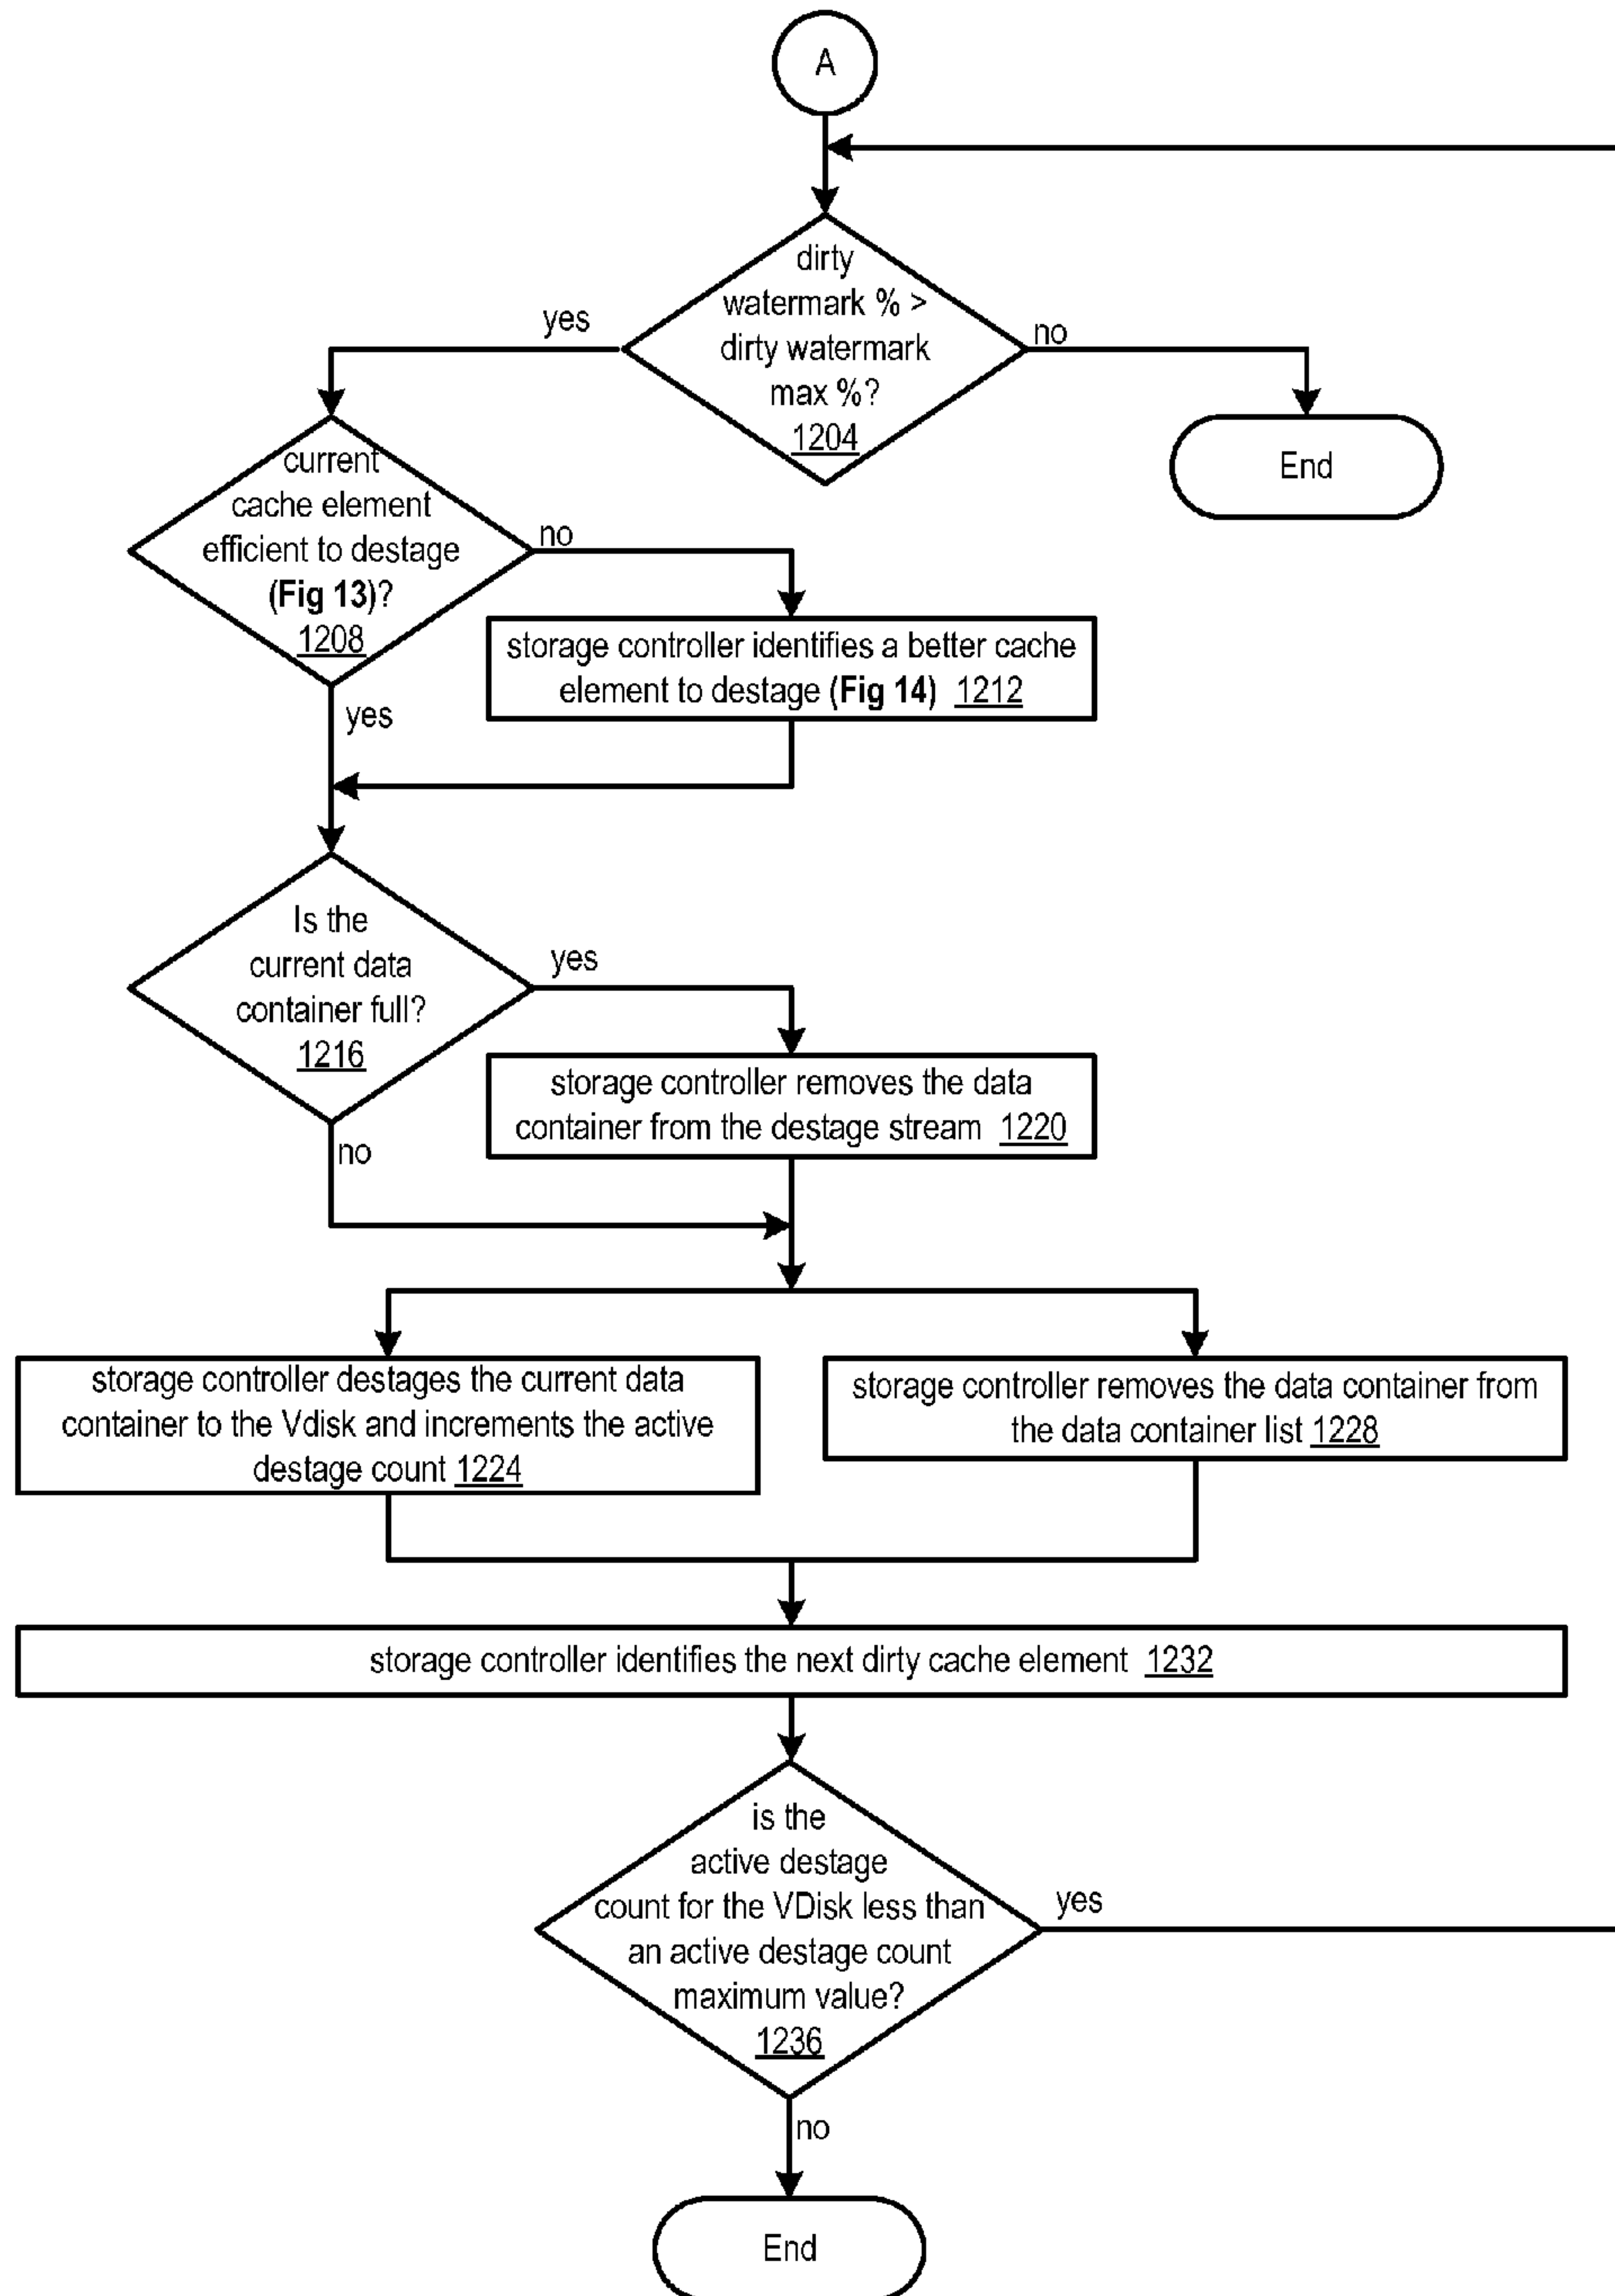 A
dirty
watermark % >
dirty watermark
max %?
1204
yes
no
End
current
cache element
efficient to destage
(Fig 13)?
1208
no
yes
storage controller identifies a better cache
element to destage (Fig 14) 1212
Is the
current data
container full?
1216
yes
no
storage controller removes the data
container from the destage stream 1220
storage controller destages the current data
container to the Vdisk and increments the active
destage count 1224
storage controller removes the data container from
the data container list 1228
storage controller identifies the next dirty cache element 1232
is the
active destage
count for the VDisk less than
an active destage count
maximum value?
1236
yes
no
End